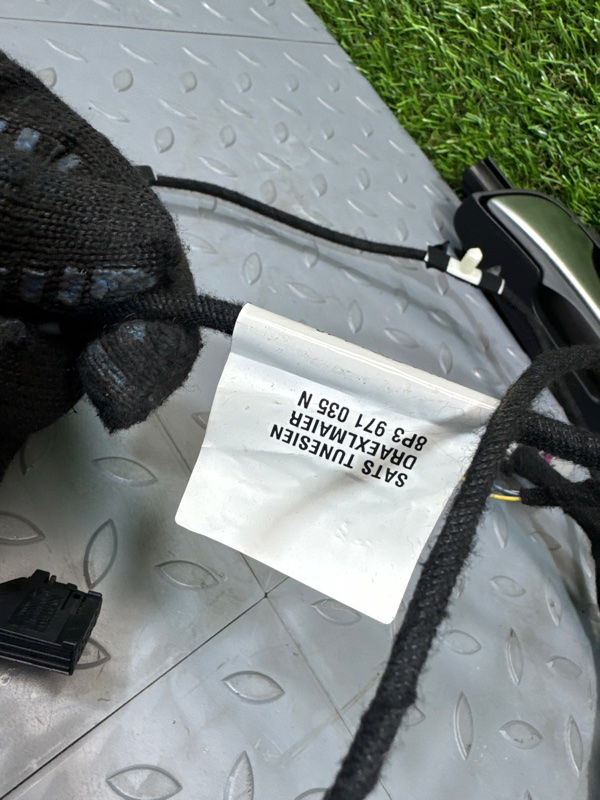 8P3 971 035 N
DRAEXLMAIER
SATS TUNESIEN